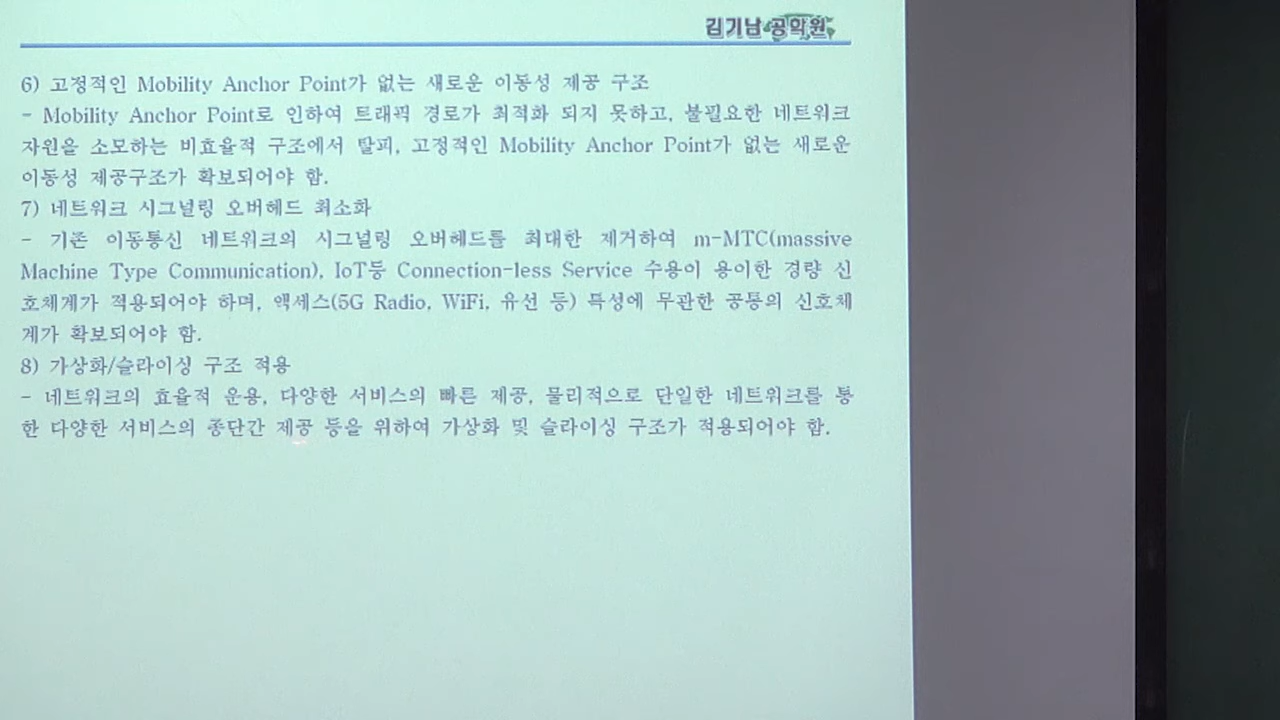 김기남 공학원
6) 고정적인 Mobility Anchor Point가 없는 새로운 이동성 제공 구조
- Mobility Anchor Point로 인하여 트래픽 경로가 최적화 되지 못하고, 불필요한 네트워크
자원을 소모하는 비효율적 구조에서 탈피, 고정적인 Mobility Anchor Point가 없는 새로운
이동성 제공구조가 확보되어야 함.
7) 네트워크 시그널링 오버헤드 최소화
- 기존 이동통신 네트워크의 시그널링 오버헤드를 최대한 제거하여 m-MTC(massive
Machine Type Communication), IoT등 Connection-less Service 수용이 용이한 경량 신
호체계가 적용되어야 하며, 액세스(5G Radio, WiFi, 유선 등) 특성에 무관한 공통의 신호체
계가 확보되어야 함.
8) 가상화/슬라이싱 구조 적용
- 네트워크의 효율적 운용, 다양한 서비스의 빠른 제공, 물리적으로 단일한 네트워크를 통
한 다양한 서비스의 종단간 제공 등을 위하여 가상화 및 슬라이싱 구조가 적용되어야 함.